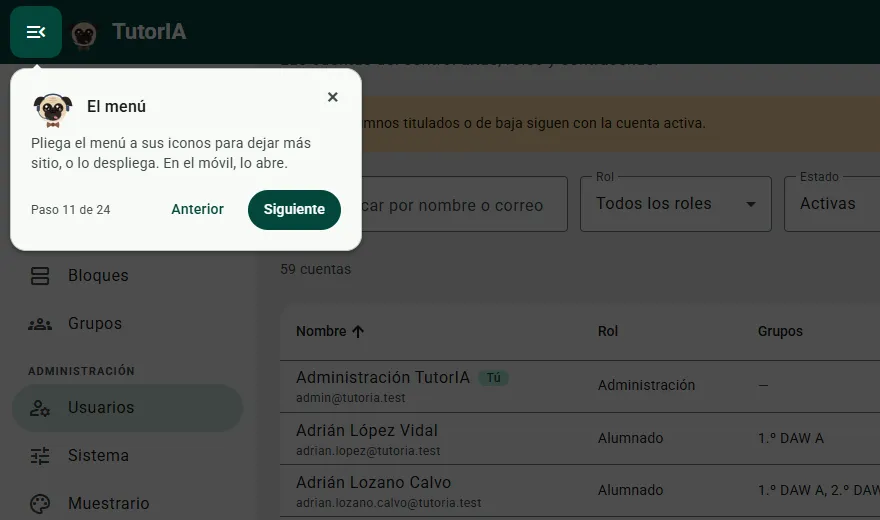 TutorIA
El menú
Pliega el menú a sus iconos para dejar más
sitio, o lo despliega. En el móvil, lo abre.
Paso 11 de 24
Anterior
Siguiente
titulados o de baja siguen con la cuenta activa.
por nombre o correo
Rol
Todos los roles
Estado
Activas
59 cuentas
Bloques
Grupos
ADMINISTRACIÓN
Usuarios
Sistema
Muestrario
Nombre
Rol
Grupos
Administración TutorIA
Tú
admin@tutoria.test
Administración
—
Adrián López Vidal
adrian.lopez@tutoria.test
Alumnado
1.º DAW A
Adrián Lozano Calvo
adrian.lozano.calvo@tutoria.test
Alumnado
1.º DAW A, 2.º DAW